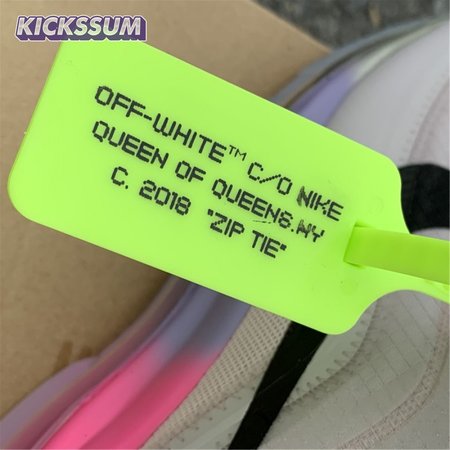 KICKSSUM
OFF-WHITE™ C/O NIKE
QUEEN OF QUEENS.NY
C. 2018 "ZIP TIE"